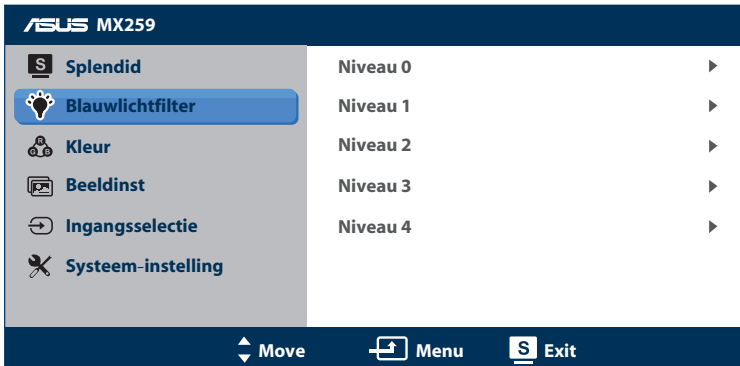 ASUS MX259
S Splendid
Blauwlichtfilter
R G B Kleur
Beeldinst
Ingangsselectie
Systeem-instelling
Niveau 0
Niveau 1
Niveau 2
Niveau 3
Niveau 4
Move Menu S Exit